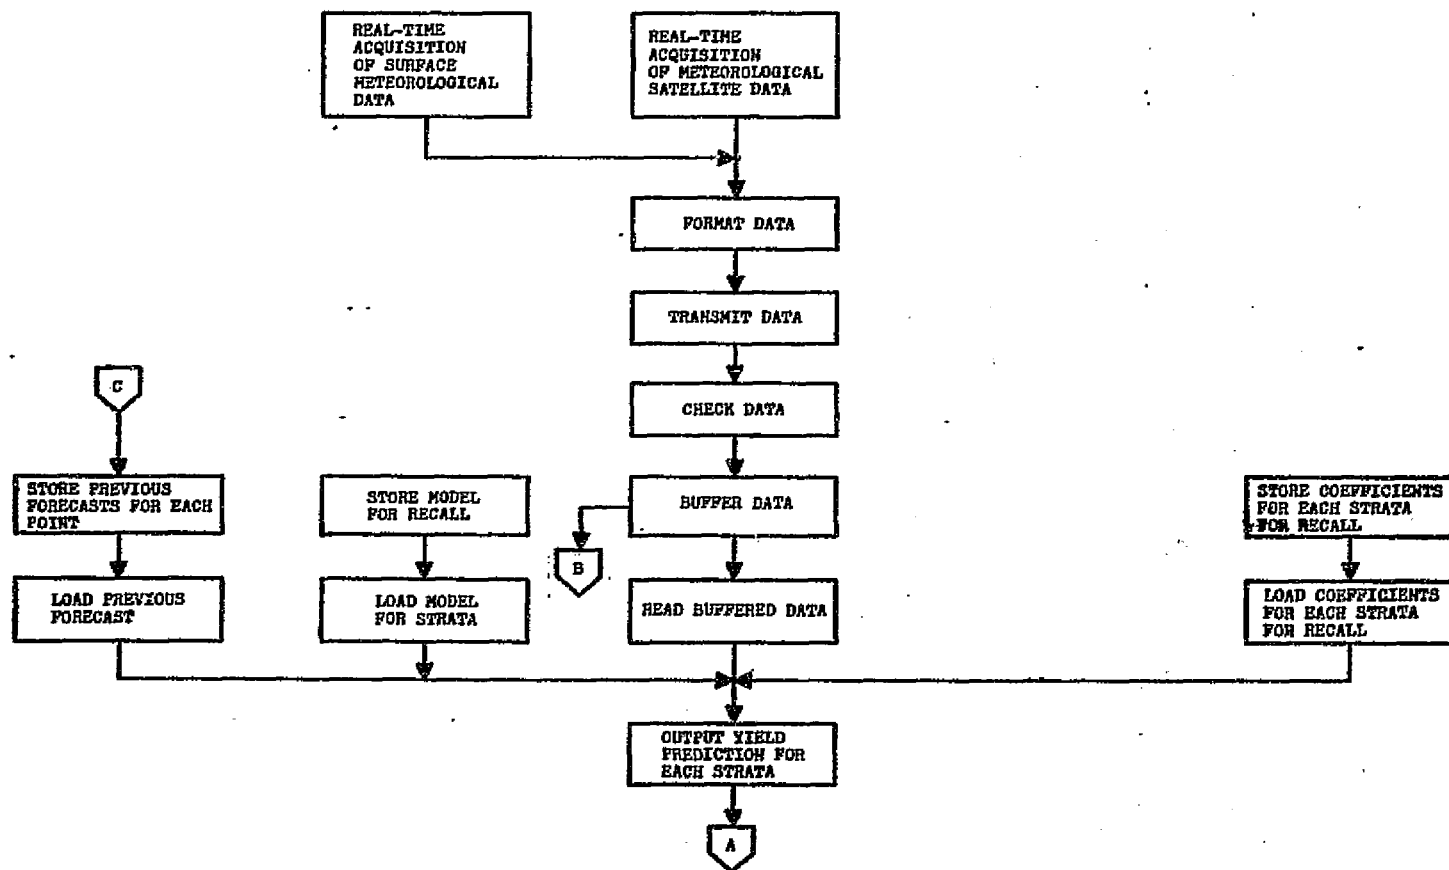 REAL-TIME
ACQUISITION
OF SURFACE
METEOROLOGICAL
DATA
REAL-TIME
ACQUISITION
OF METEOROLOGICAL
SATELLITE DATA
FORMAT DATA
TRANSMIT DATA
CHECK DATA
C
STORE PREVIOUS
FORECASTS FOR EACH
POINT
STORE MODEL
FOR RECALL
BUFFER DATA
STORE COEFFICIENTS
FOR EACH STRATA
FOR RECALL
B
LOAD PREVIOUS
FORECAST
LOAD MODEL
FOR STRATA
READ BUFFERED DATA
LOAD COEFFICIENTS
FOR EACH STRATA
FOR RECALL
OUTPUT YIELD
PREDICTION FOR
EACH STRATA
A